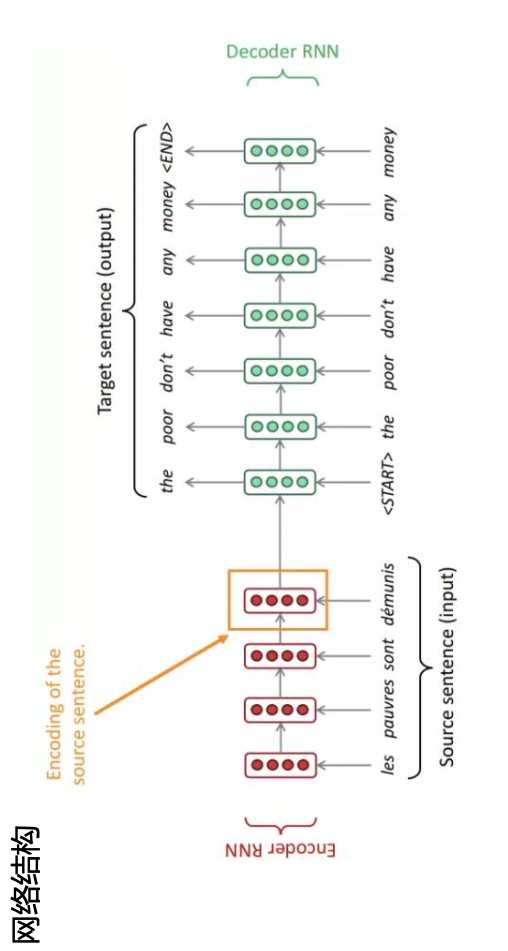 网络结构
Encoding of the
source sentence.
Target sentence (output)
the poor don't have any money <END>
Encoder RNN
Decoder RNN
les pauvres sont démunis
<START> the poor don't have any money
Source sentence (input)